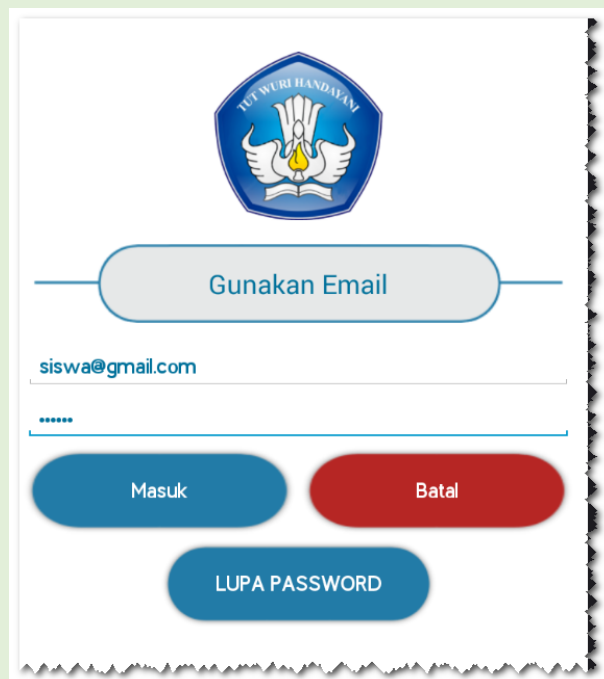 TUT WURI HANDAYANI
Gunakan Email
siswa@gmail.com
••••••
Masuk Batal
LUPA PASSWORD